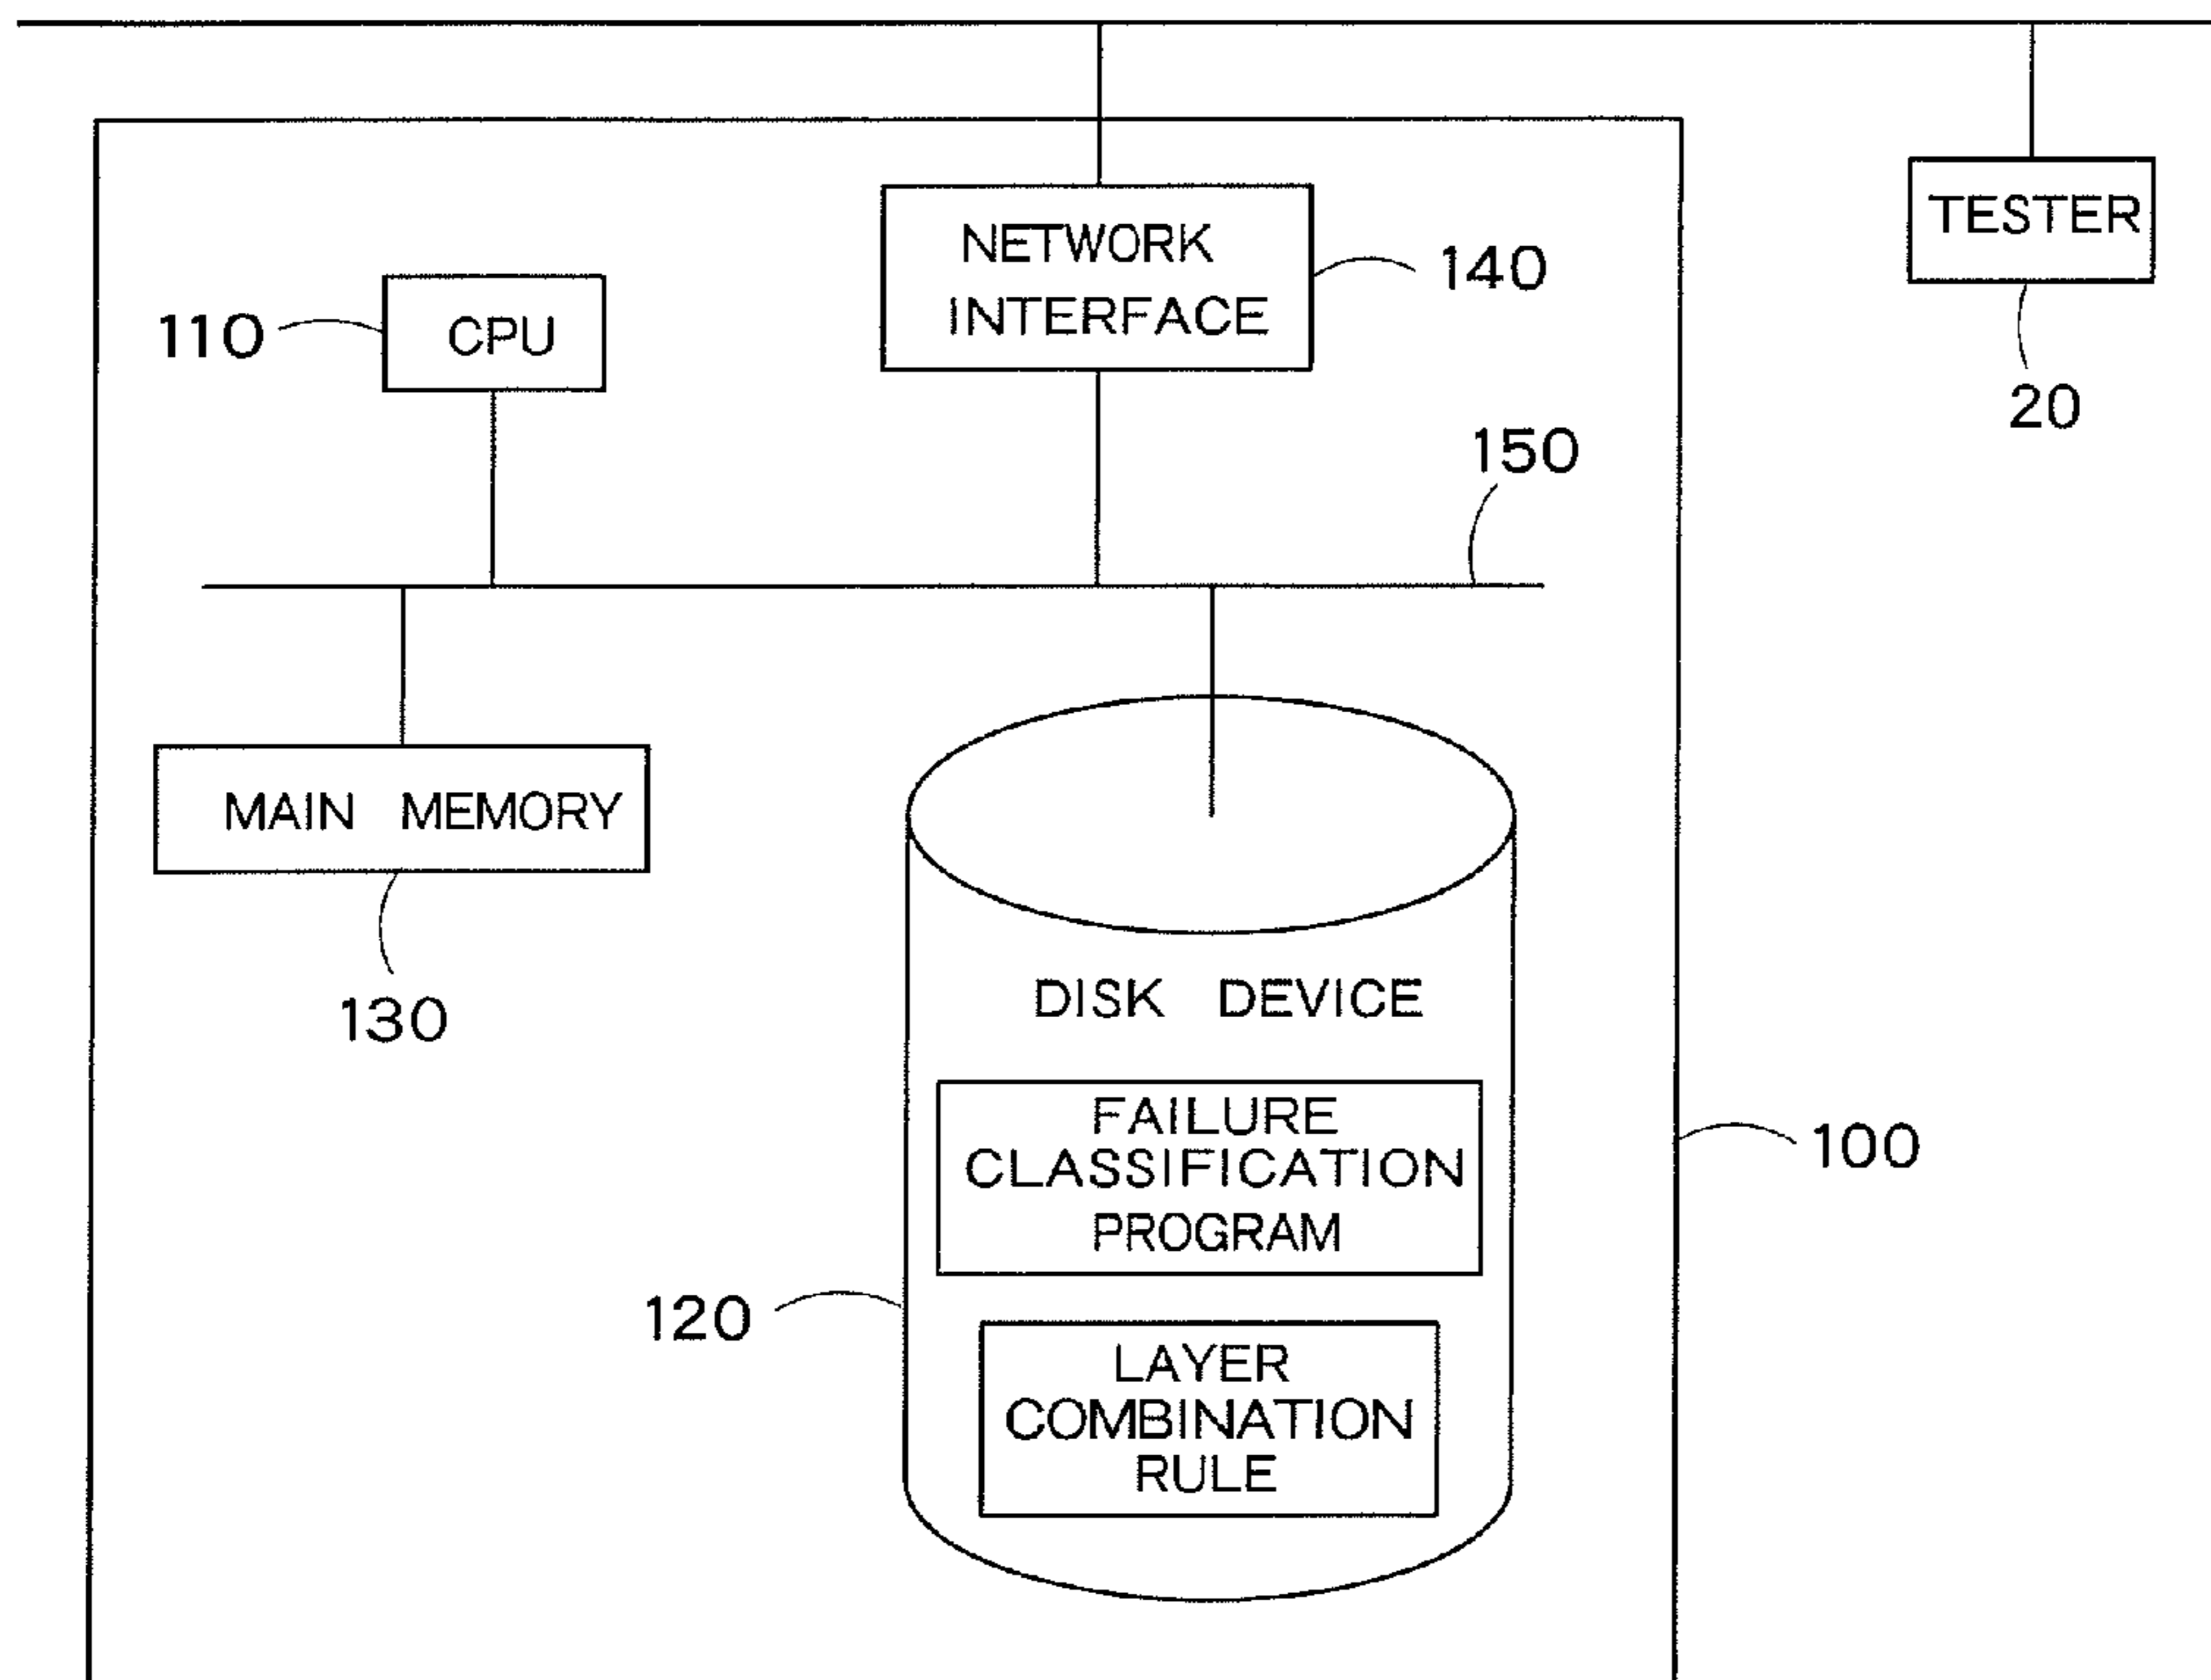 NETWORK
INTERFACE
140
TESTER
20
110
CPU
150
MAIN MEMORY
130
DISK DEVICE
FAILURE
CLASSIFICATION
PROGRAM
100
120
LAYER
COMBINATION
RULE